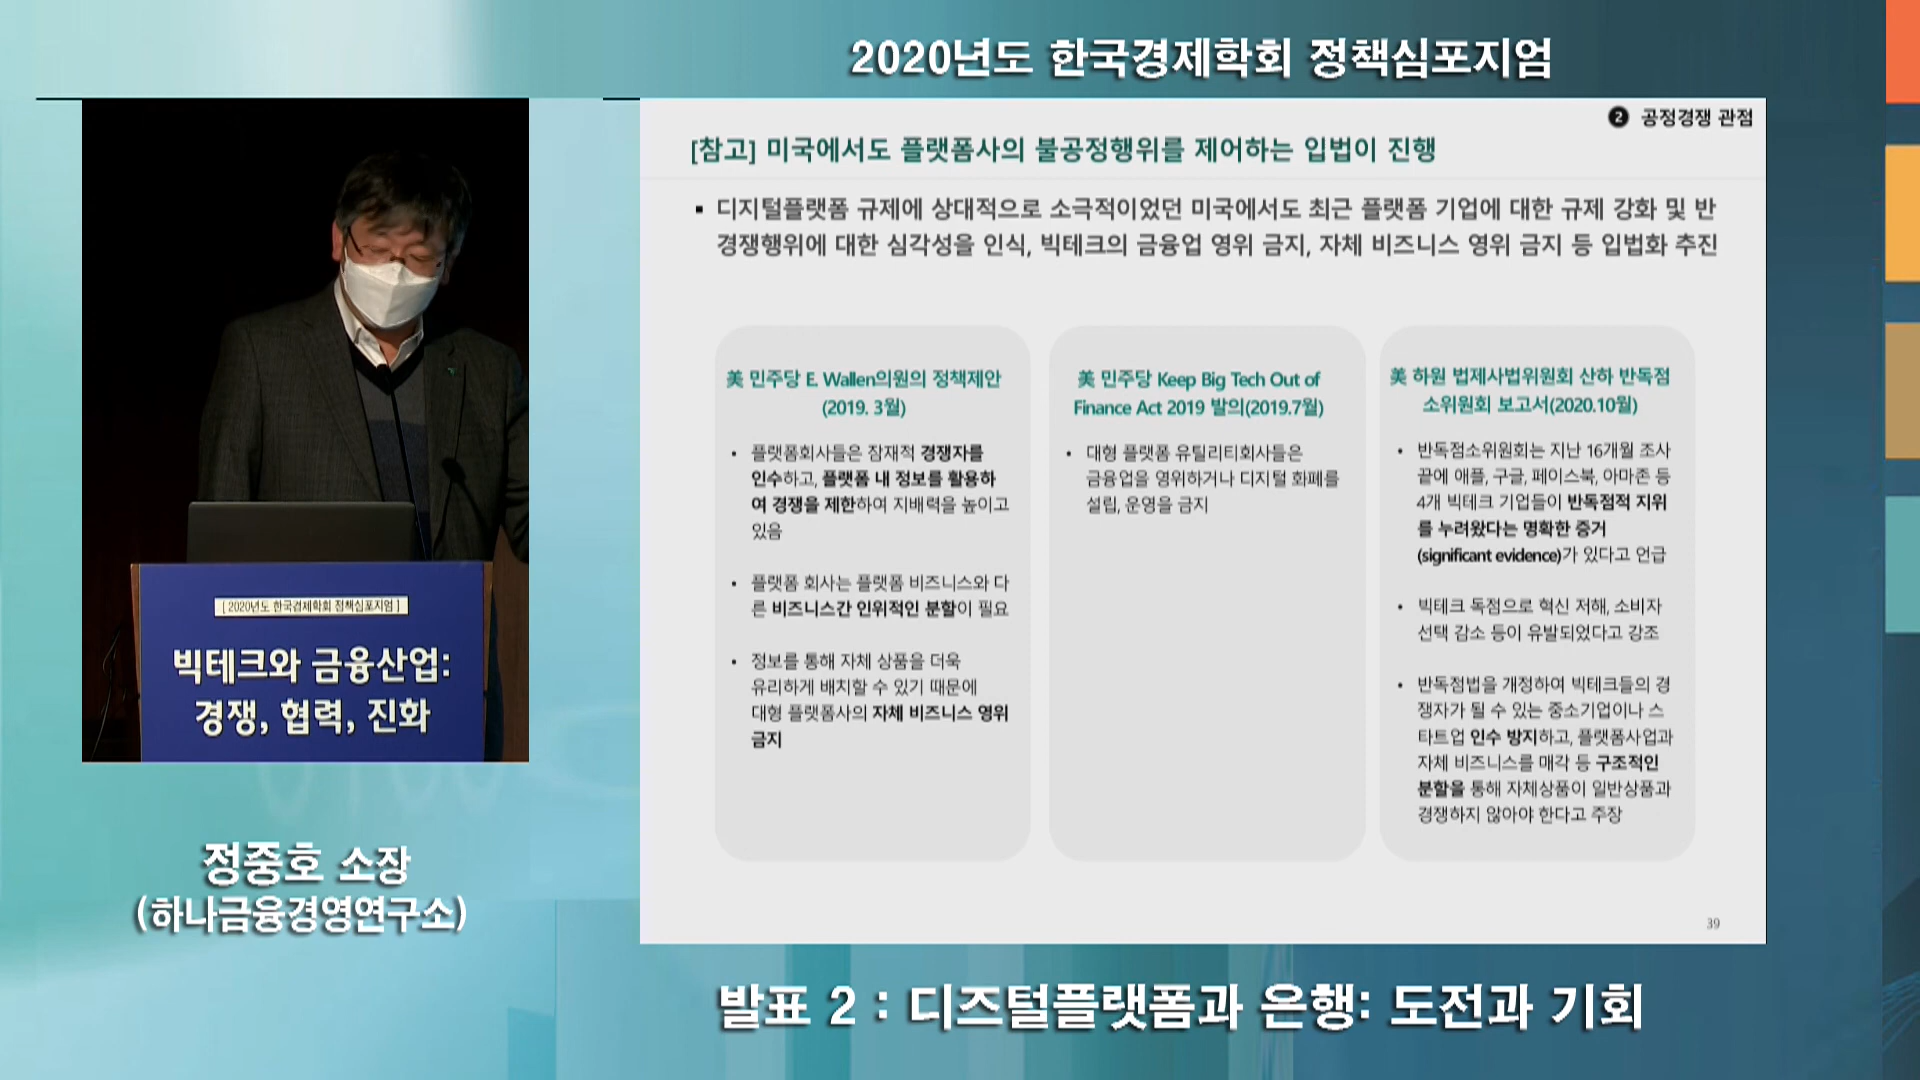 2020년도 한국경제학회 정책심포지엄
❷ 공정경쟁 관점
[참고] 미국에서도 플랫폼사의 불공정행위를 제어하는 입법이 진행
▪ 디지털플랫폼 규제에 상대적으로 소극적이었던 미국에서도 최근 플랫폼 기업에 대한 규제 강화 및 반
경쟁행위에 대한 심각성을 인식, 빅테크의 금융업 영위 금지, 자체 비즈니스 영위 금지 등 입법화 추진
美 민주당 E. Wallen의원의 정책제안
(2019. 3월)
• 플랫폼회사들은 잠재적 경쟁자를
인수하고, 플랫폼 내 정보를 활용하
여 경쟁을 제한하여 지배력을 높이고
있음
• 플랫폼 회사는 플랫폼 비즈니스와 다
른 비즈니스간 인위적인 분할이 필요
• 정보를 통해 자체 상품을 더욱
유리하게 배치할 수 있기 때문에
대형 플랫폼사의 자체 비즈니스 영위
금지
美 민주당 Keep Big Tech Out of
Finance Act 2019 발의(2019.7월)
• 대형 플랫폼 유틸리티회사들은
금융업을 영위하거나 디지털 화폐를
설립, 운영을 금지
美 하원 법제사법위원회 산하 반독점
소위원회 보고서(2020.10월)
• 반독점소위원회는 지난 16개월 조사
끝에 애플, 구글, 페이스북, 아마존 등
4개 빅테크 기업들이 반독점적 지위
를 누려왔다는 명확한 증거
(significant evidence)가 있다고 언급
• 빅테크 독점으로 혁신 저해, 소비자
선택 감소 등이 유발되었다고 강조
• 반독점법을 개정하여 빅테크들의 경
쟁자가 될 수 있는 중소기업이나 스
타트업 인수 방지하고, 플랫폼사업과
자체 비즈니스를 매각 등 구조적인
분할을 통해 자체상품이 일반상품과
경쟁하지 않아야 한다고 주장
39
[ 2020년도 한국경제학회 정책심포지엄 ]
빅테크와 금융산업:
경쟁, 협력, 진화
정중호 소장
(하나금융경영연구소)
발표 2 : 디즈털플랫폼과 은행: 도전과 기회